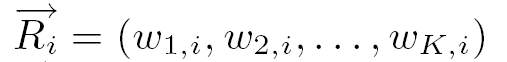 $\overrightarrow{R_i} = (w_{1,i}, w_{2,i}, \ldots, w_{K,i})$